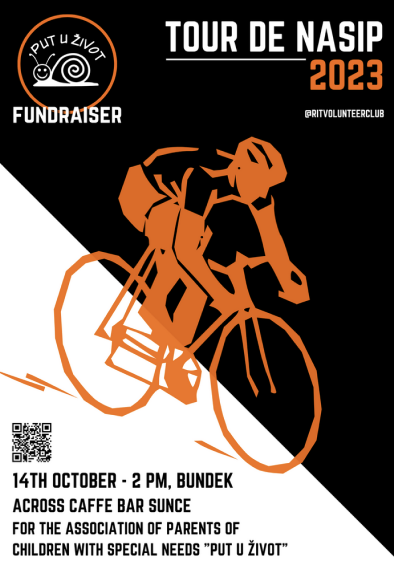 'PUT U ŽIVOT'
FUNDRAISER
TOUR DE NASIP
2023
@RITVOLUNTEERCLUB
14TH OCTOBER - 2 PM, BUNDEK
ACROSS CAFFE BAR SUNCE
FOR THE ASSOCIATION OF PARENTS OF
CHILDREN WITH SPECIAL NEEDS "PUT U ŽIVOT"